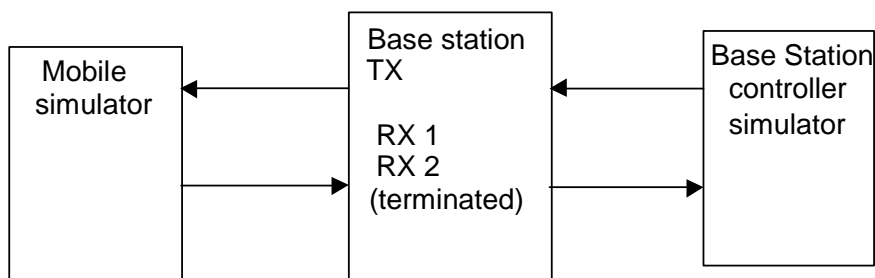 Mobile
simulator
Base station
TX
RX 1
RX 2
(terminated)
Base Station
controller
simulator